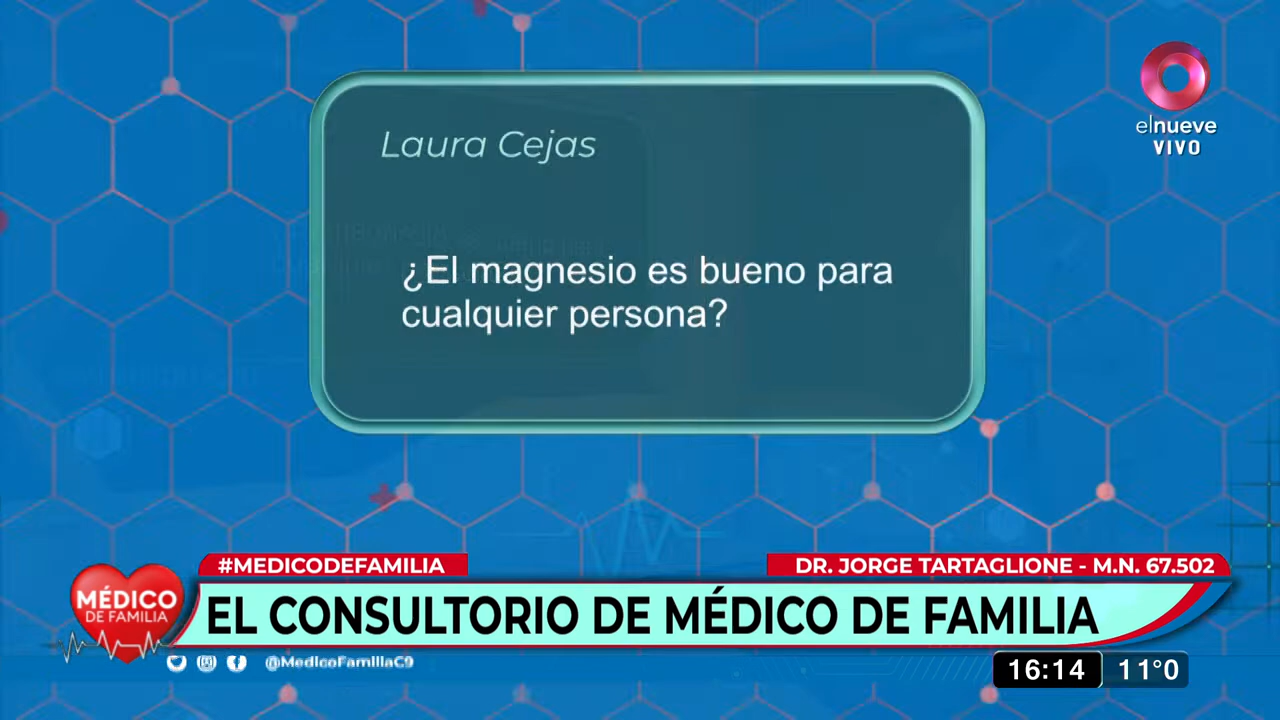 elnueve
VIVO
Laura Cejas
¿El magnesio es bueno para
cualquier persona?
#MEDICODEFAMILIA
DR. JORGE TARTAGLIONE - M.N. 67.502
MÉDICO
DE FAMILIA
EL CONSULTORIO DE MÉDICO DE FAMILIA
@MedicoFamiliaC9
16:14
11°0